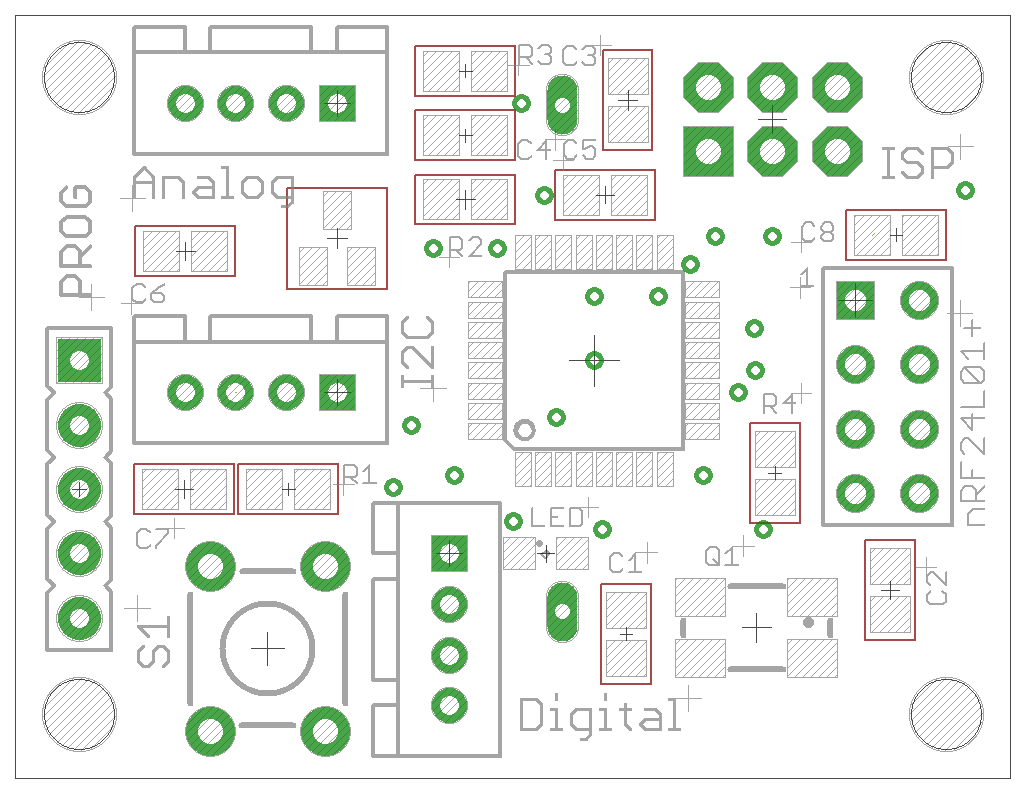 R3
C3
C4
C5
ISP
Analog
PROG
C8
R2
1
C6
I2C
nRF24L01+
R4
R1
LED
C7
C1
Q1
C2
S1
Digital